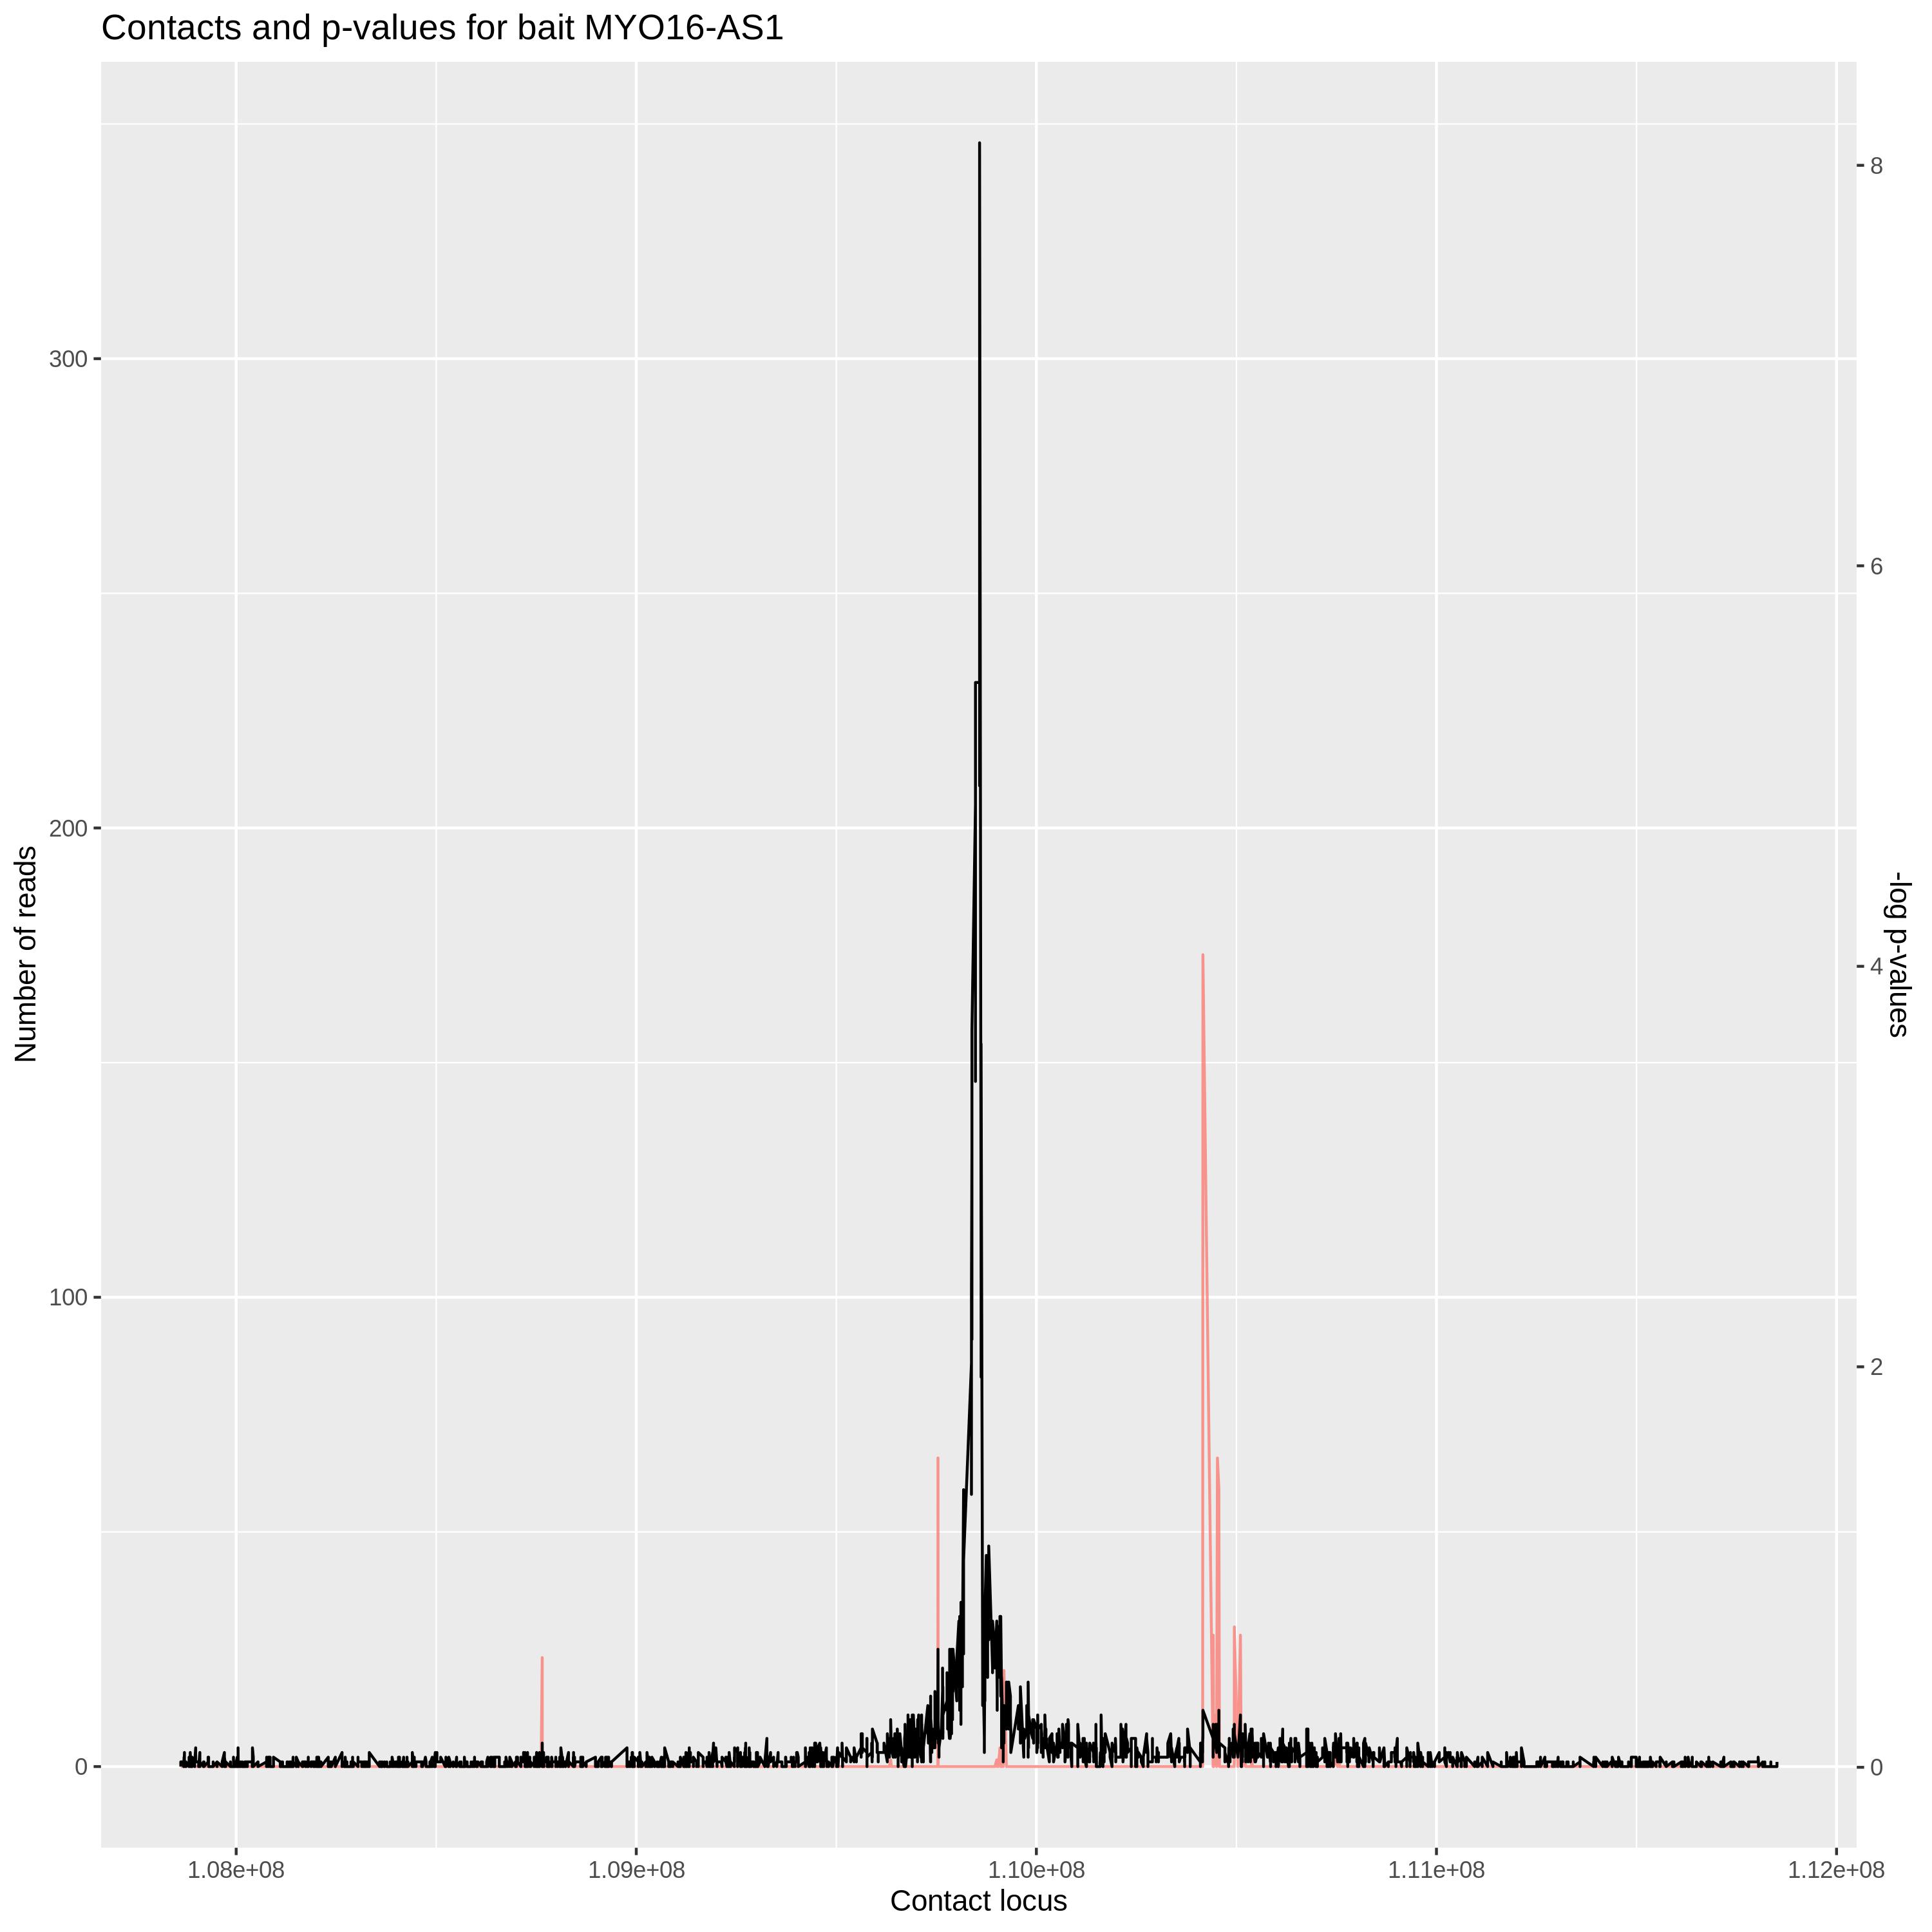 Contacts and p-values for bait MYO16-AS1
300
200
100
0
Number of reads
8
6
4
2
0
-log p-values
1.08e+08
1.09e+08
1.10e+08
1.11e+08
1.12e+08
Contact locus